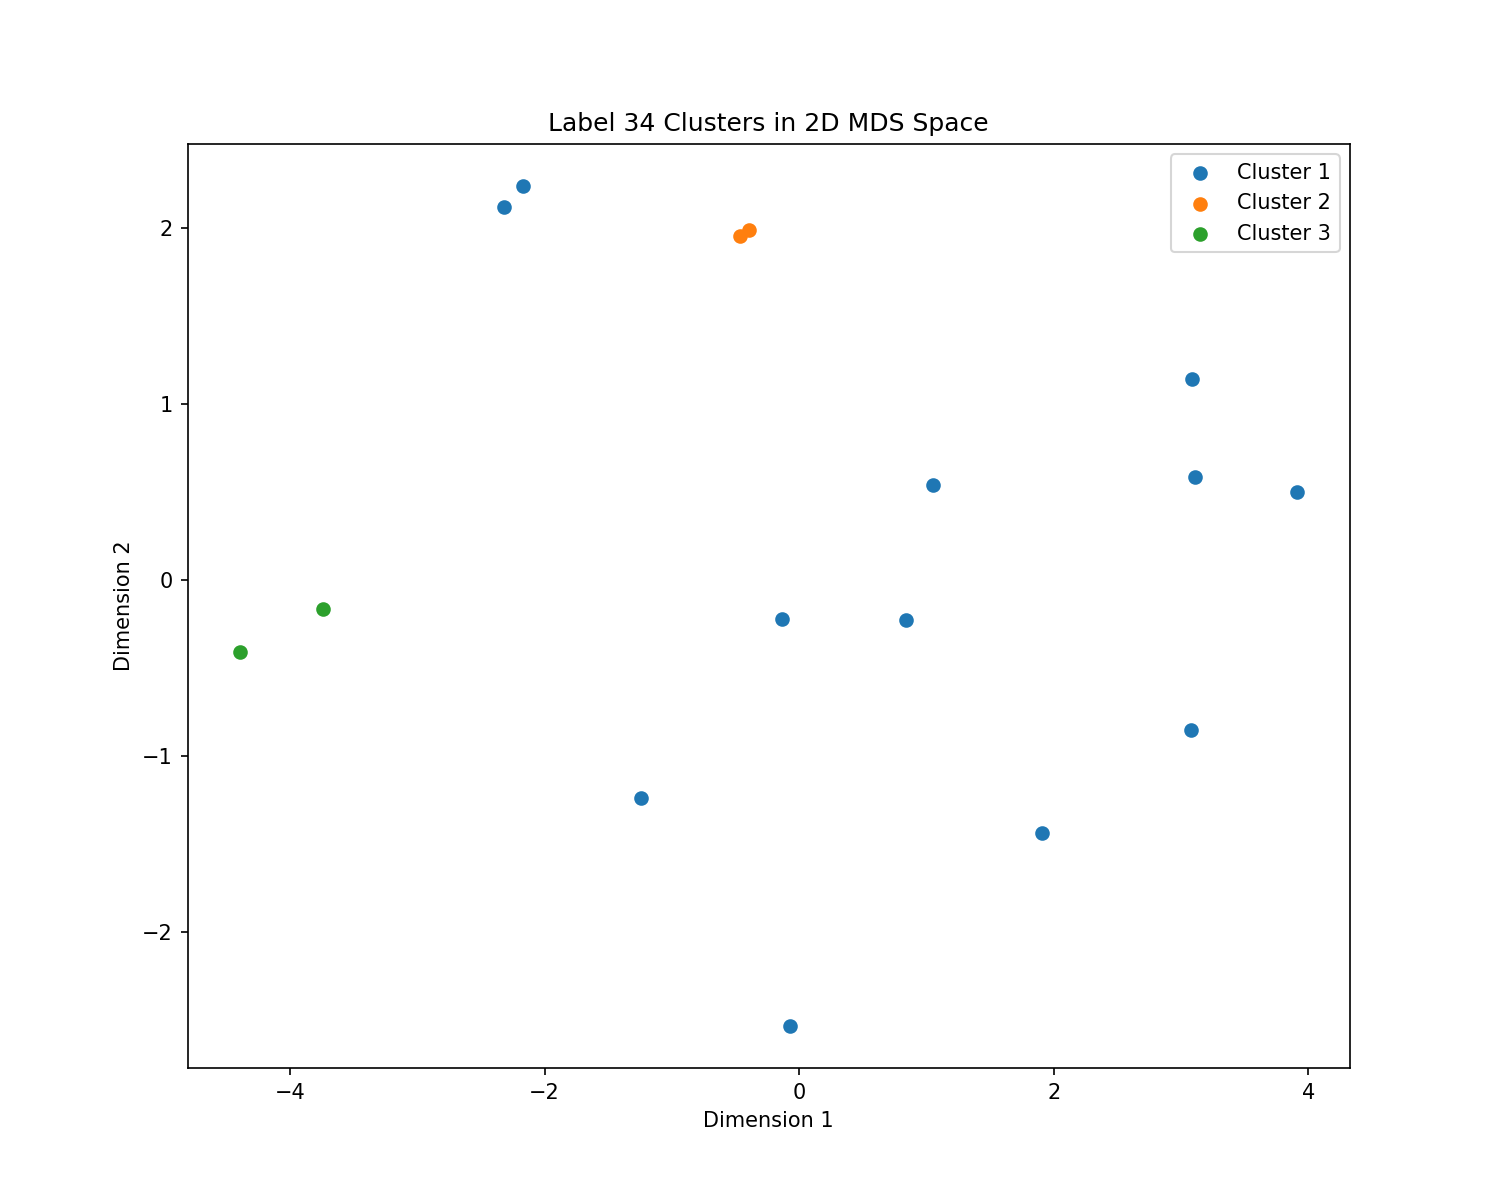 Label 34 Clusters in 2D MDS Space
Cluster 1
Cluster 2
Cluster 3
2
1
0
−1
−2
Dimension 2
−4
−2
0
2
4
Dimension 1